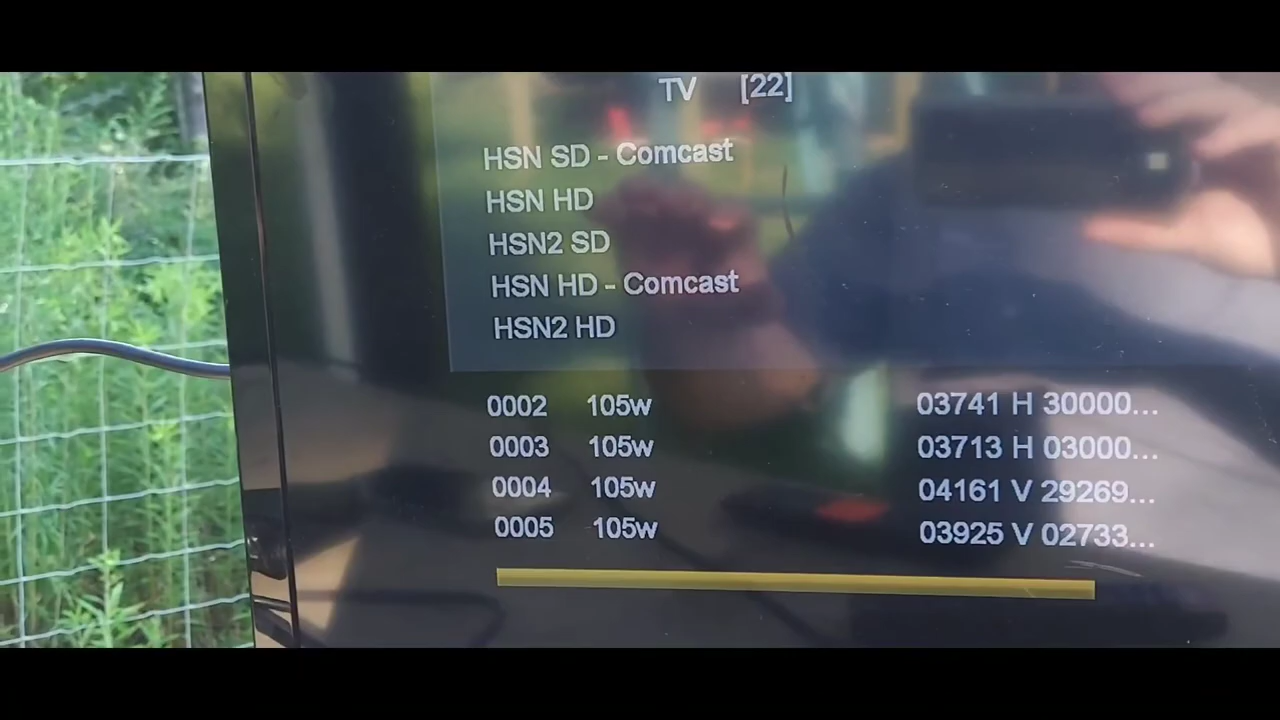 TV [22]
HSN SD - Comcast
HSN HD
HSN2 SD
HSN HD - Comcast
HSN2 HD
0002 105w 03741 H 30000...
0003 105w 03713 H 03000...
0004 105w 04161 V 29269...
0005 105w 03925 V 02733...